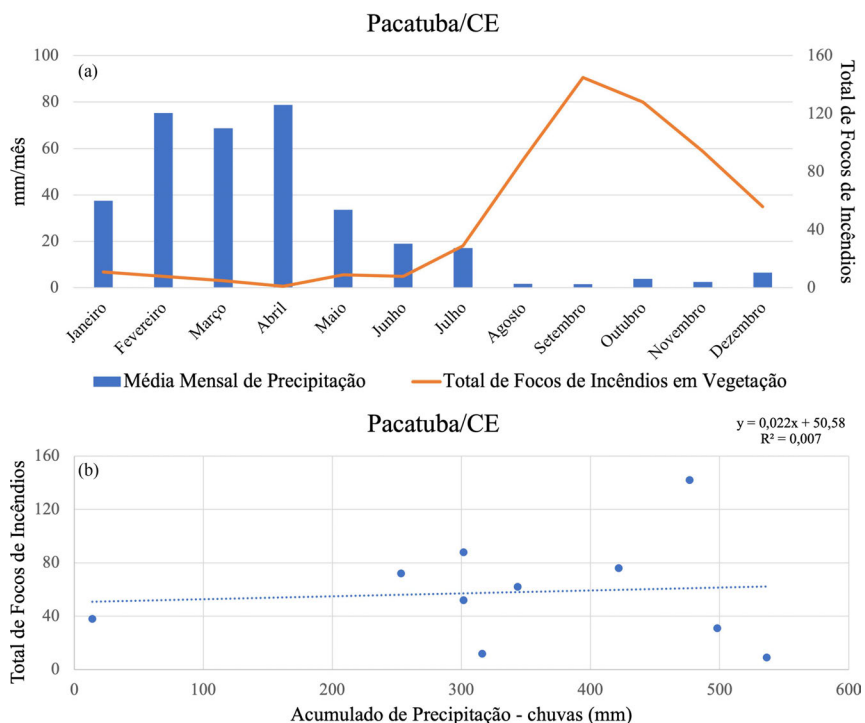 Pacatuba/CE
(a)
mm/mês
100
80
60
40
20
0
160
120
80
40
0
Total de Focos de Incêndios
Janeiro
Fevereiro
Março
Abril
Maio
Junho
Julho
Agosto
Setembro
Outubro
Novembro
Dezembro
Média Mensal de Precipitação
Total de Focos de Incêndios em Vegetação
Pacatuba/CE
y = 0,022x + 50,58
R² = 0,007
(b)
Total de Focos de Incêndios
160
120
80
40
0
0 100 200 300 400 500 600
Acumulado de Precipitação - chuvas (mm)